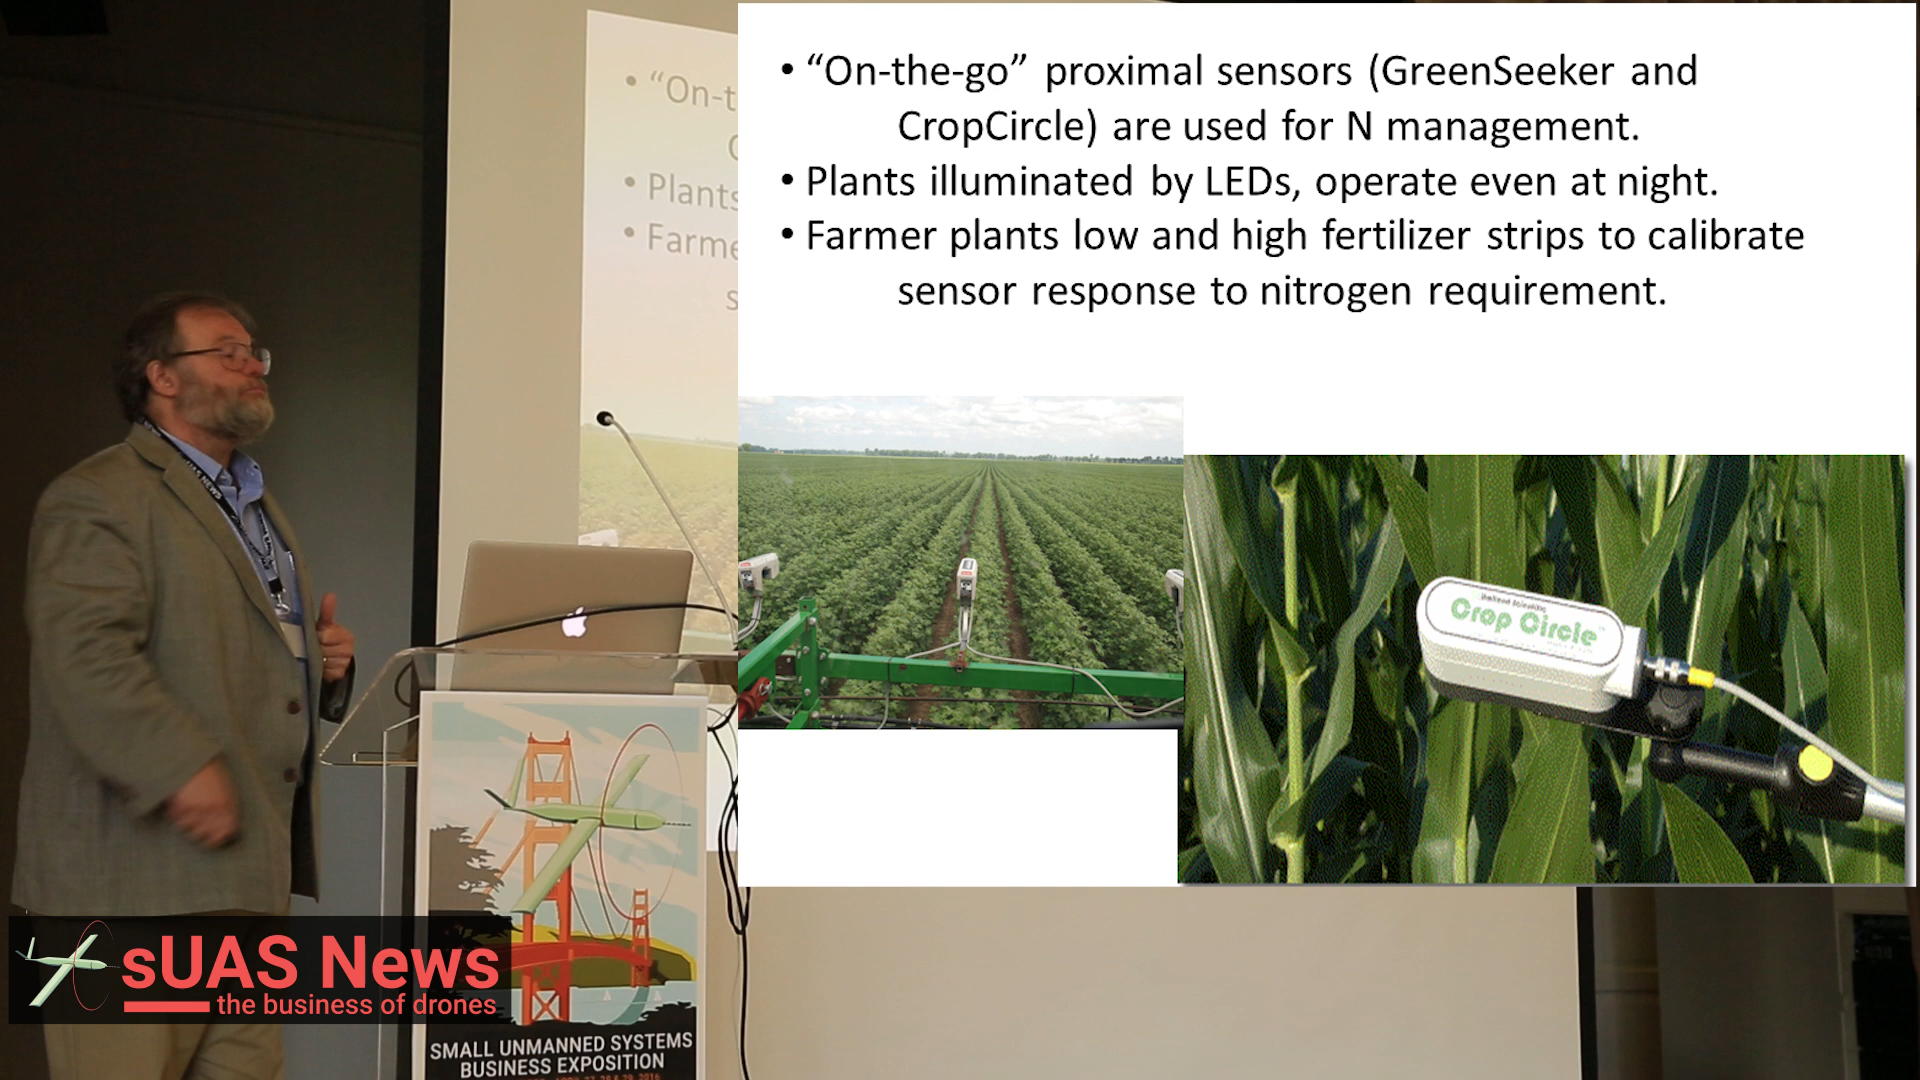 • “On-the-go” proximal sensors (GreenSeeker and
CropCircle) are used for N management.
• Plants illuminated by LEDs, operate even at night.
• Farmer plants low and high fertilizer strips to calibrate
sensor response to nitrogen requirement.
• “On-t
C
• Plants
• Farme
s
UAS NEWS
Crop Circle
sUAS News
the business of drones
SMALL UNMANNED SYSTEMS
BUSINESS EXPOSITION